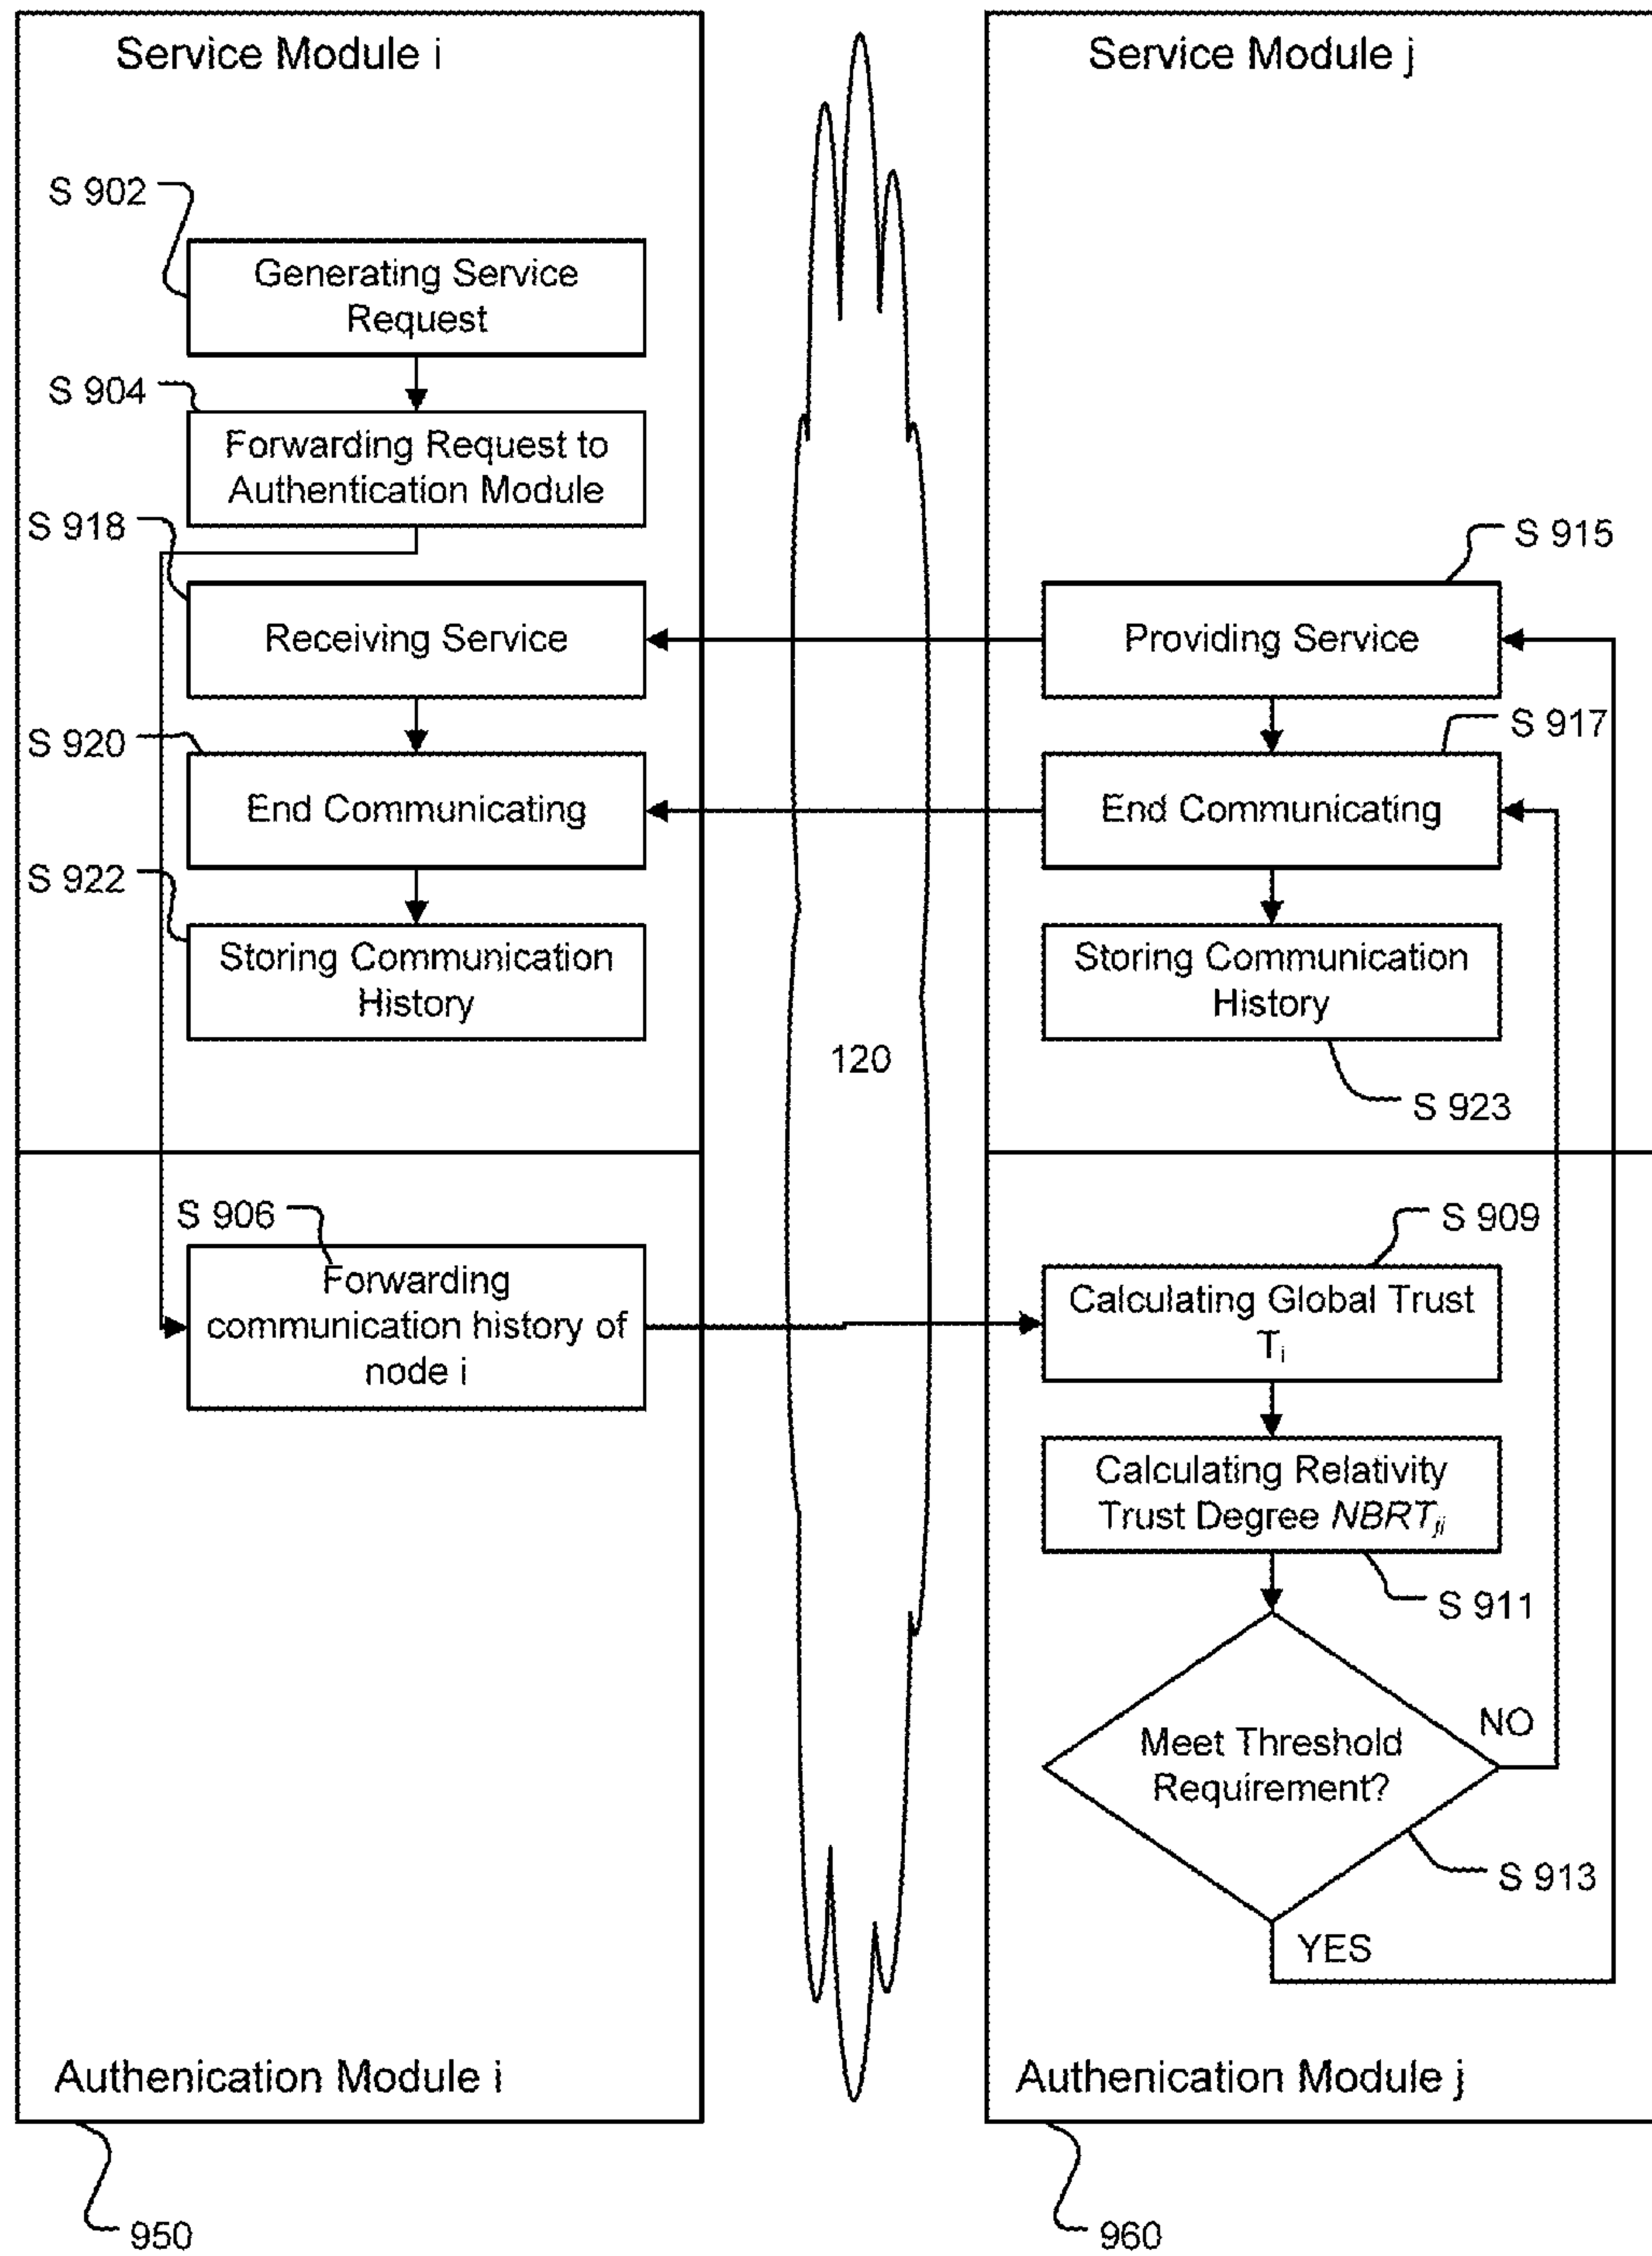 Service Module i
S 902
Generating Service
Request
S 904
Forwarding Request to
Authentication Module
S 918
Receiving Service
S 920
End Communicating
S 922
Storing Communication
History
S 906
Forwarding
communication history of
node i
Authenication Module i
950
120
Service Module j
S 915
Providing Service
S 917
End Communicating
Storing Communication
History
S 923
S 909
Calculating Global Trust
Ti
Calculating Relativity
Trust Degree NBRTji
S 911
Meet Threshold
Requirement?
NO
S 913
YES
Authenication Module j
960